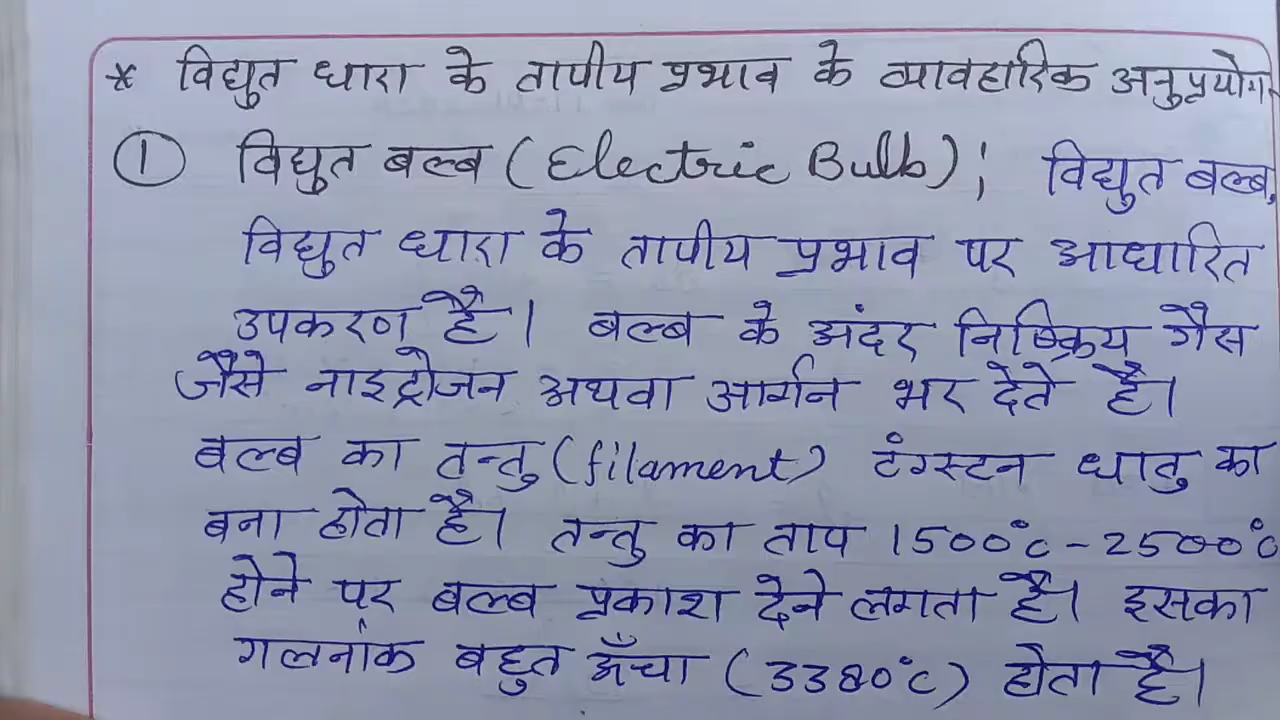 * विद्युत धारा के तापीय प्रभाव के व्यावहारिक अनुप्रयोग-
① विद्युत बल्ब (Electric Bulb); विद्युत बल्ब,
विद्युत धारा के तापीय प्रभाव पर आधारित
उपकरण है। बल्ब के अंदर निष्क्रिय गैस
जैसे नाइट्रोजन अथवा आर्गन भर देते हैं।
बल्ब का तन्तु (filament) टंगस्टन धातु का
बना होता है। तन्तु का ताप 1500°c-2500°c
होने पर बल्ब प्रकाश देने लगता है। इसका
गलनांक बहुत ऊँचा (3380°c) होता है।